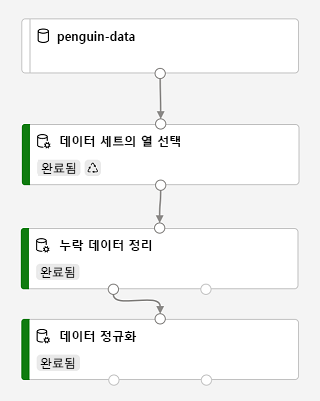 penguin-data
데이터 세트의 열 선택
완료됨
누락 데이터 정리
완료됨
데이터 정규화
완료됨